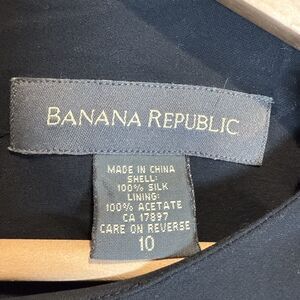 BANANA REPUBLIC
MADE IN CHINA
SHELL:
100% SILK
LINING:
100% ACETATE
CA 17897
CARE ON REVERSE
10